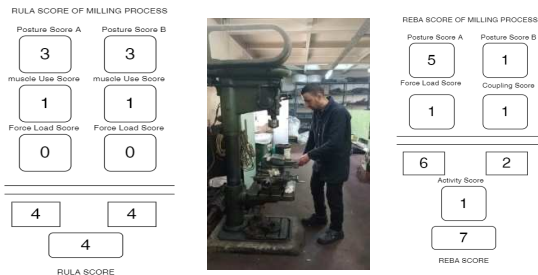 RULA SCORE OF MILLING PROCESS
Posture Score A Posture Score B
3 3
muscle Use Score muscle Use Score
1 1
Force Load Score Force Load Score
0 0
4 4
4
RULA SCORE
REBA SCORE OF MILLING PROCESS
Posture Score A Posture Score B
5 1
Force Load Score Coupling Score
1 1
6 2
Activity Score
1
7
REBA SCORE